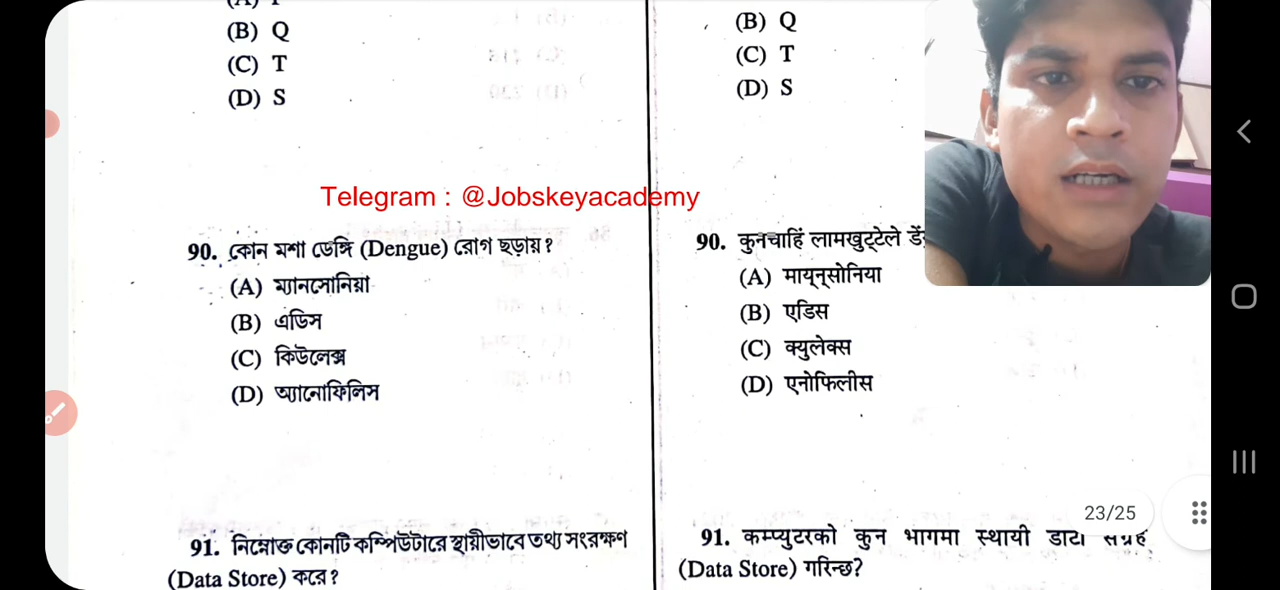 (B) Q
(C) T
(D) S
(B) Q
(C) T
(D) S
Telegram : @Jobskeyacademy
90. কোন মশা ডেঙ্গি (Dengue) রোগ ছড়ায় ?
(A) ম্যানসোনিয়া
(B) এডিস
(C) কিউলেক্স
(D) অ্যানোফিলিস
90. कुनचाहिं लामखुट्टेले
(A) मायून्सोनिया
(B) एडिस
(C) क्युलेक्स
(D) एनोफिलीस
23/25
91. নিম্নোক্ত কোনটি কম্পিউটারে স্থায়ীভাবে তথ্য সংরক্ষণ
(Data Store) করে ?
91. कम्प्युटरको कुन भागमा स्थायी डाटा संग्रह
(Data Store) गरिन्छ?